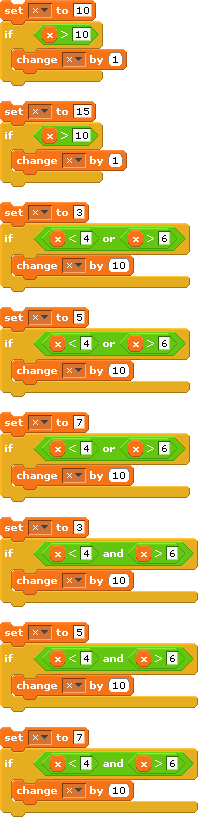 set x to 10
if x > 10
change x by 1
set x to 15
if x > 10
change x by 1
set x to 3
if x < 4 or x > 6
change x by 10
set x to 5
if x < 4 or x > 6
change x by 10
set x to 7
if x < 4 or x > 6
change x by 10
set x to 3
if x < 4 and x > 6
change x by 10
set x to 5
if x < 4 and x > 6
change x by 10
set x to 7
if x < 4 and x > 6
change x by 10